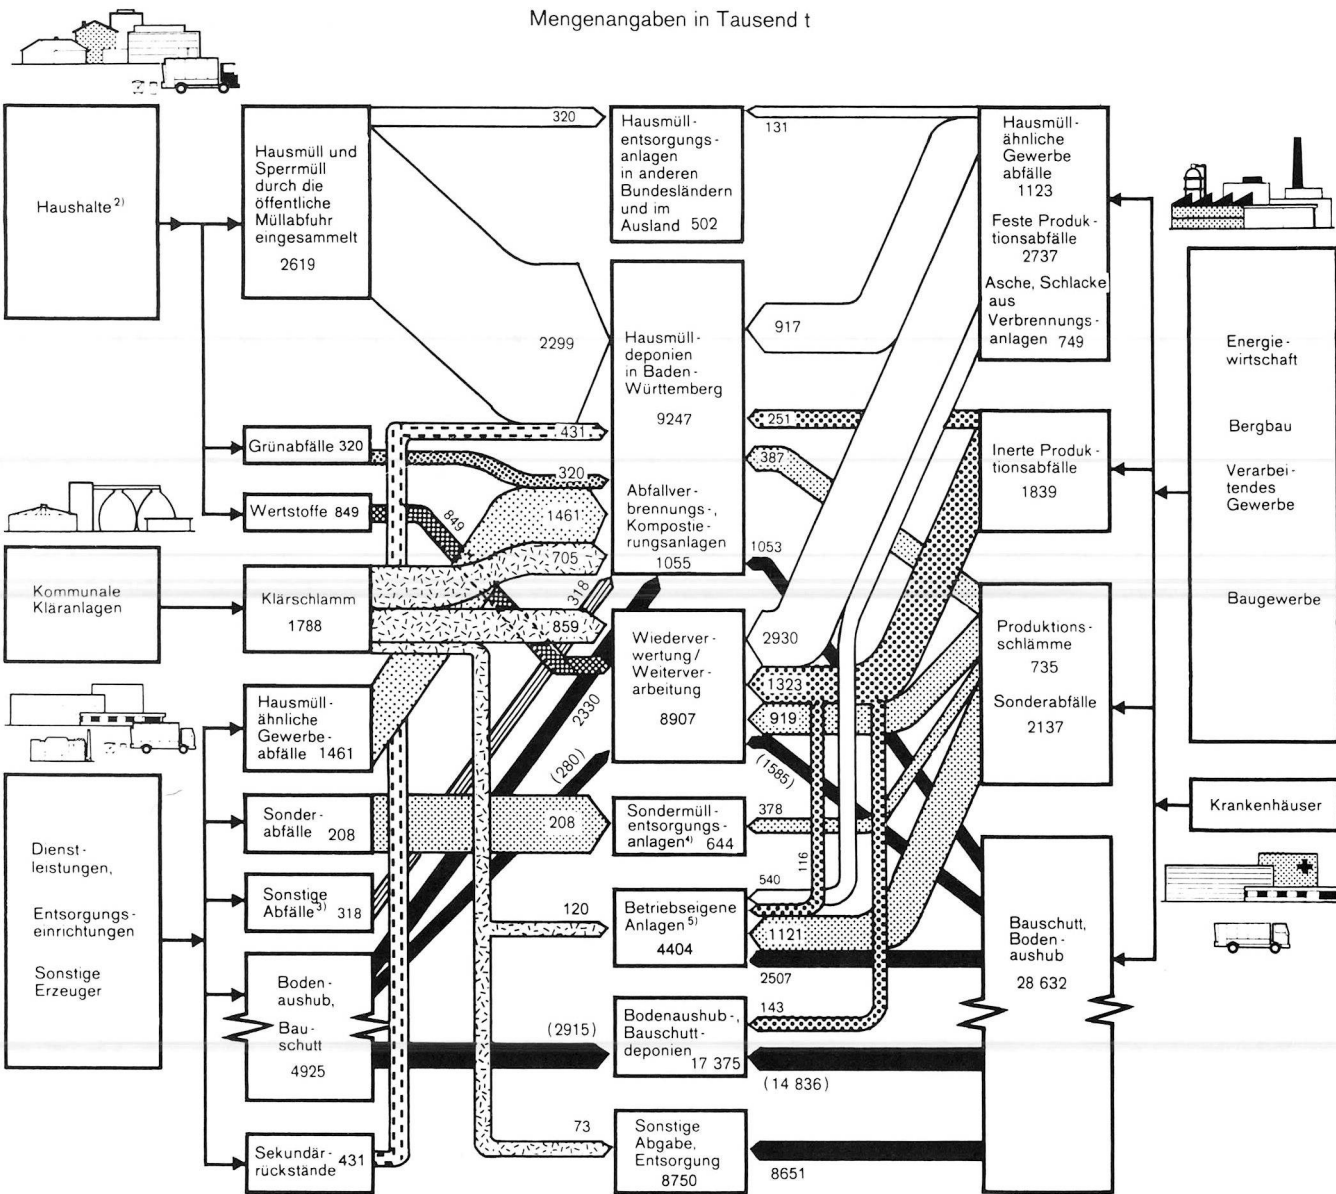 Mengenangaben in Tausend t
Haushalte²⁾
Kommunale
Kläranlagen
Dienst-
leistungen,
Entsorgungs-
einrichtungen
Sonstige
Erzeuger
Hausmüll und
Sperrmüll
durch die
öffentliche
Müllabfuhr
eingesammelt
2619
Grünabfälle 320
Wertstoffe 849
Klärschlamm
1788
Hausmüll-
ähnliche
Gewerbe-
abfälle 1461
Sonder-
abfälle 208
Sonstige
Abfälle³⁾ 318
Boden-
aushub,
Bau-
schutt
4925
Sekundär-
rückstände 431
320
2299
431
320
1461
849
705
318
859
2330
(280)
208
120
(2915)
73
Hausmüll-
entsorgungs-
anlagen
in anderen
Bundesländern
und im
Ausland 502
Hausmüll-
deponien
in Baden-
Württemberg
9247
Abfallver-
brennungs-,
Kompostie-
rungsanlagen
1055
Wiederver-
wertung/
Weiterver-
arbeitung
8907
Sondermüll-
entsorgungs-
anlagen⁴⁾ 644
Betriebseigene
Anlagen⁵⁾
4404
Bodenaushub-,
Bauschutt-
deponien
17 375
Sonstige
Abgabe,
Entsorgung
8750
131
917
251
387
1053
2930
1323
919
(1585)
378
116
540
1121
2507
143
(14 836)
8651
Hausmüll-
ähnliche
Gewerbe
abfälle
1123
Feste Produk-
tionsabfälle
2737
Asche, Schlacke
aus
Verbrennungs-
anlagen 749
Inerte Produk-
tionsabfälle
1839
Produktions-
schlämme
735
Sonderabfälle
2137
Bauschutt,
Boden-
aushub
28 632
Energie-
wirtschaft
Bergbau
Verarbei-
tendes
Gewerbe
Baugewerbe
Krankenhäuser